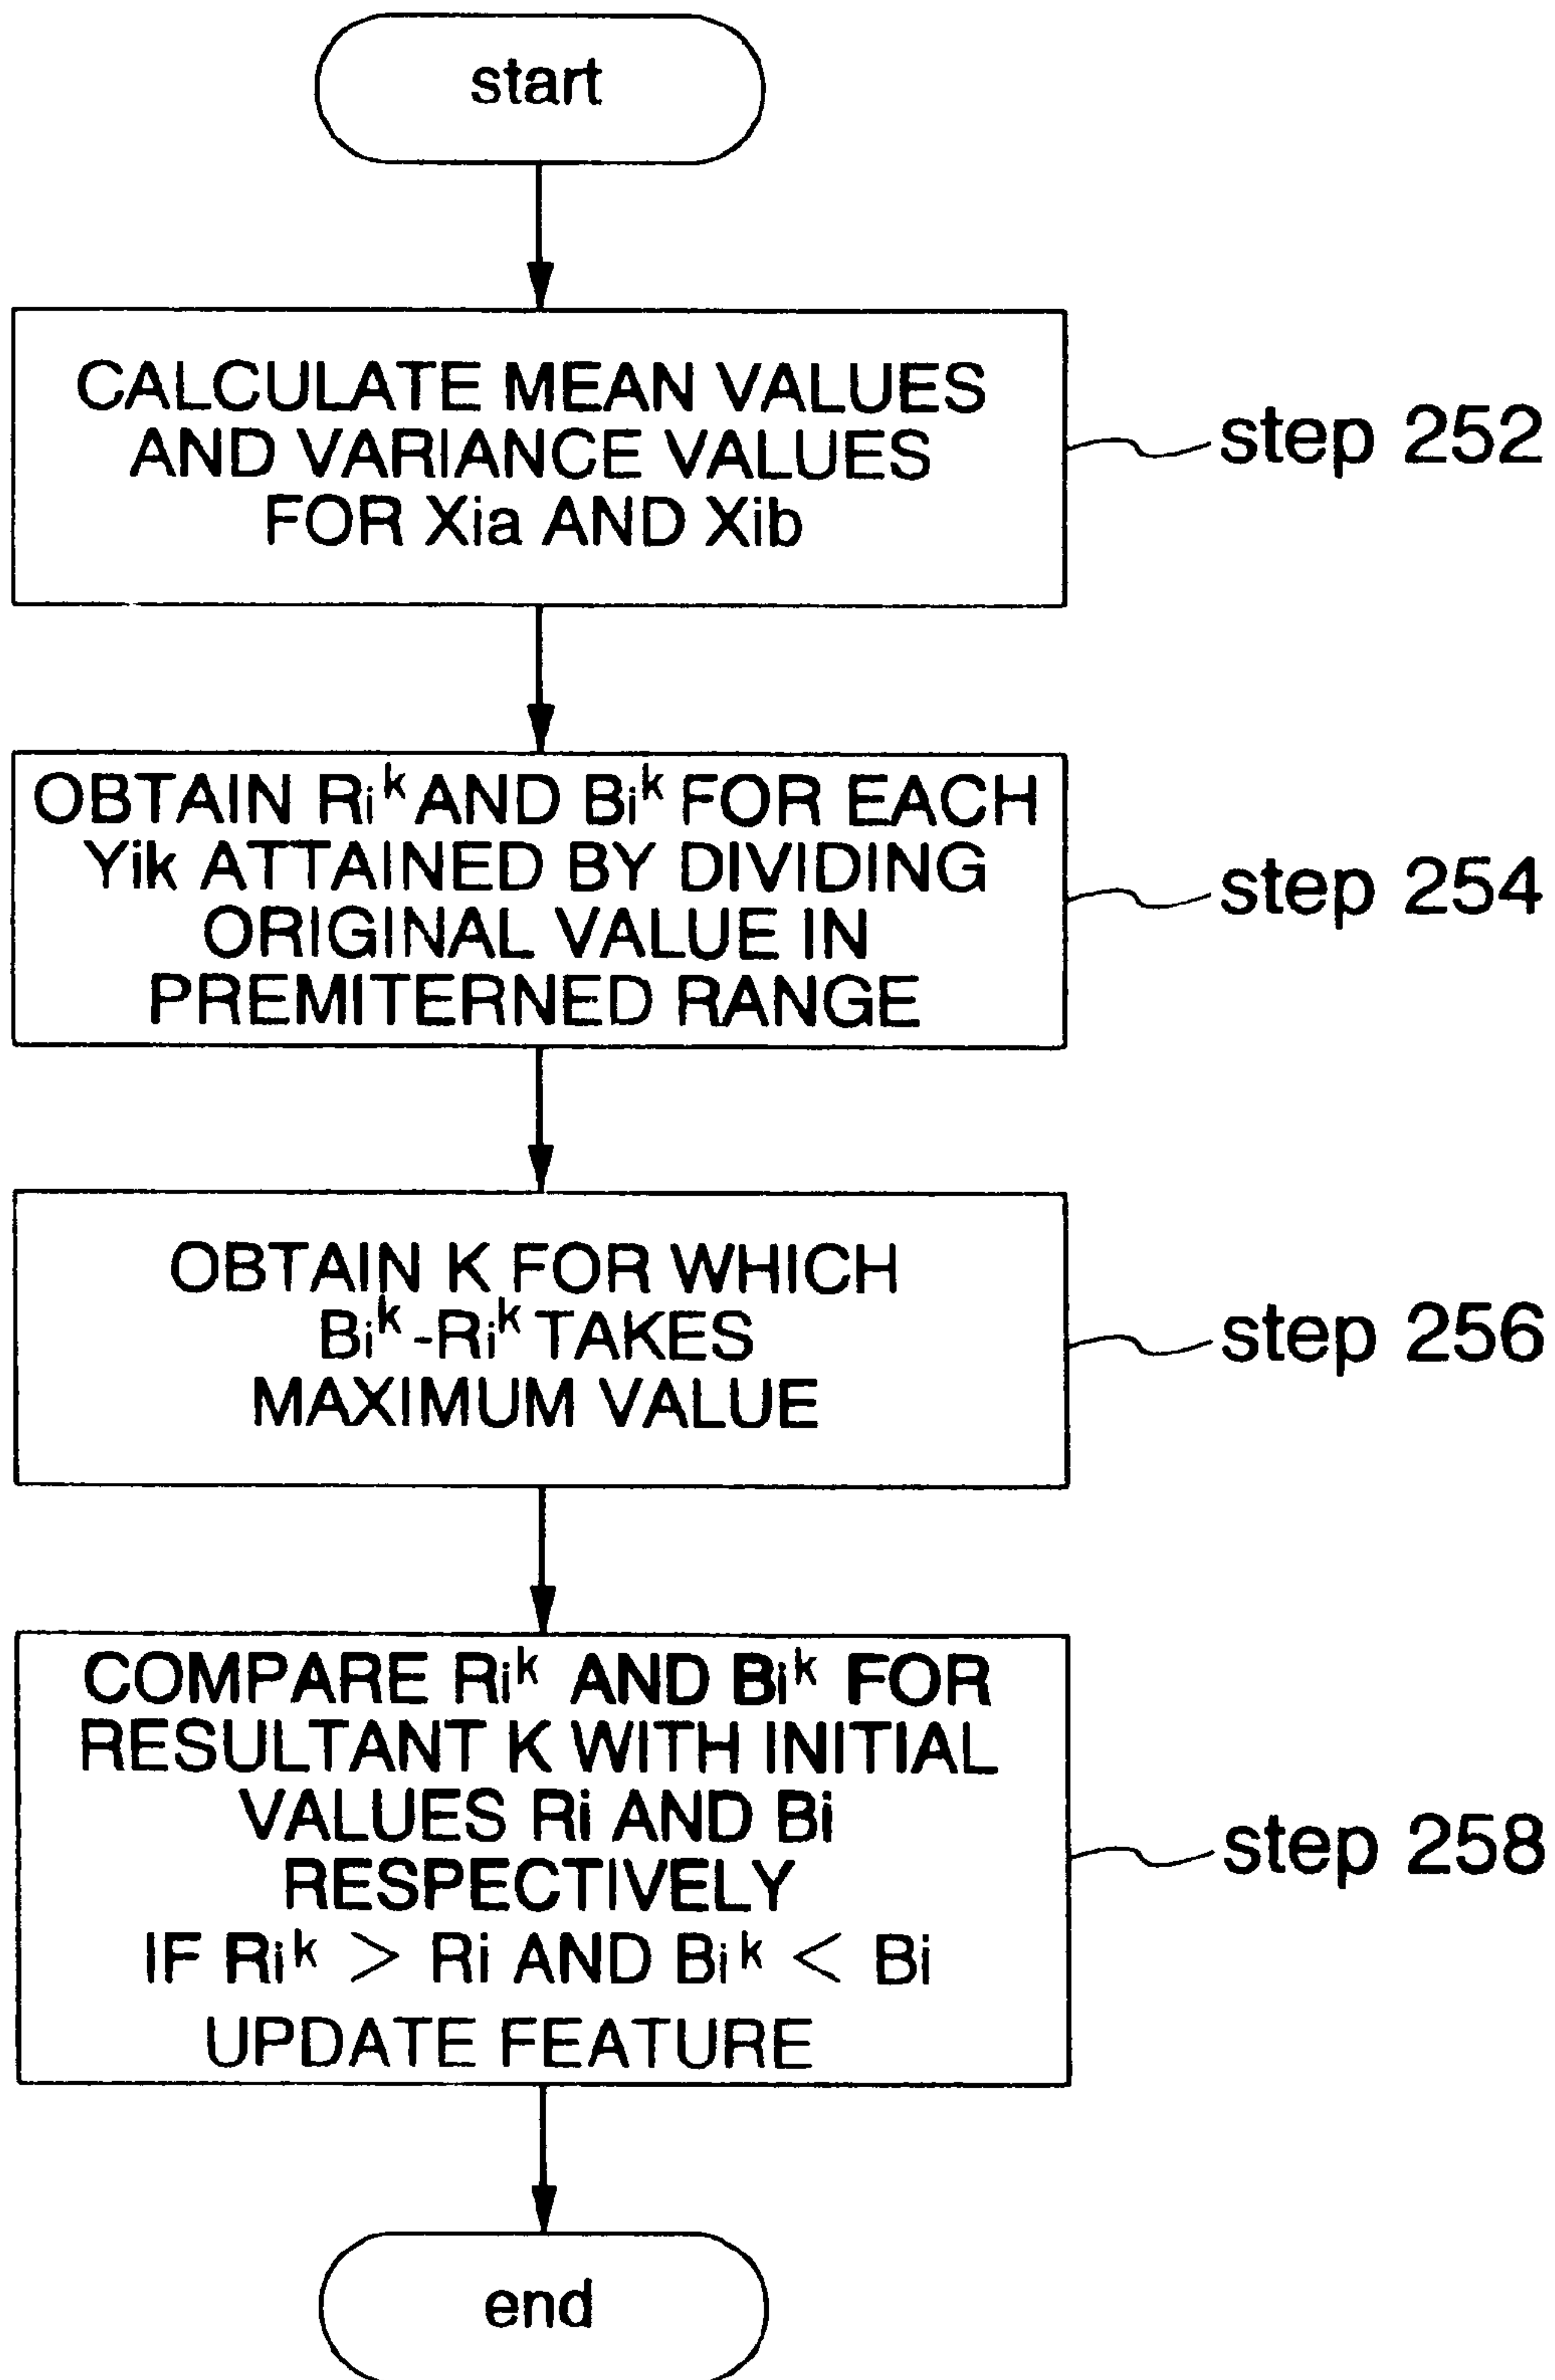 start
CALCULATE MEAN VALUES
AND VARIANCE VALUES
FOR Xia AND Xib
step 252
OBTAIN Ri^k AND Bi^k FOR EACH
Yik ATTAINED BY DIVIDING
ORIGINAL VALUE IN
PREMITERNED RANGE
step 254
OBTAIN K FOR WHICH
Bi^k -Ri^k TAKES
MAXIMUM VALUE
step 256
COMPARE Ri^k AND Bi^k FOR
RESULTANT K WITH INITIAL
VALUES Ri AND Bi
RESPECTIVELY
IF Ri^k > Ri AND Bi^k < Bi
UPDATE FEATURE
step 258
end